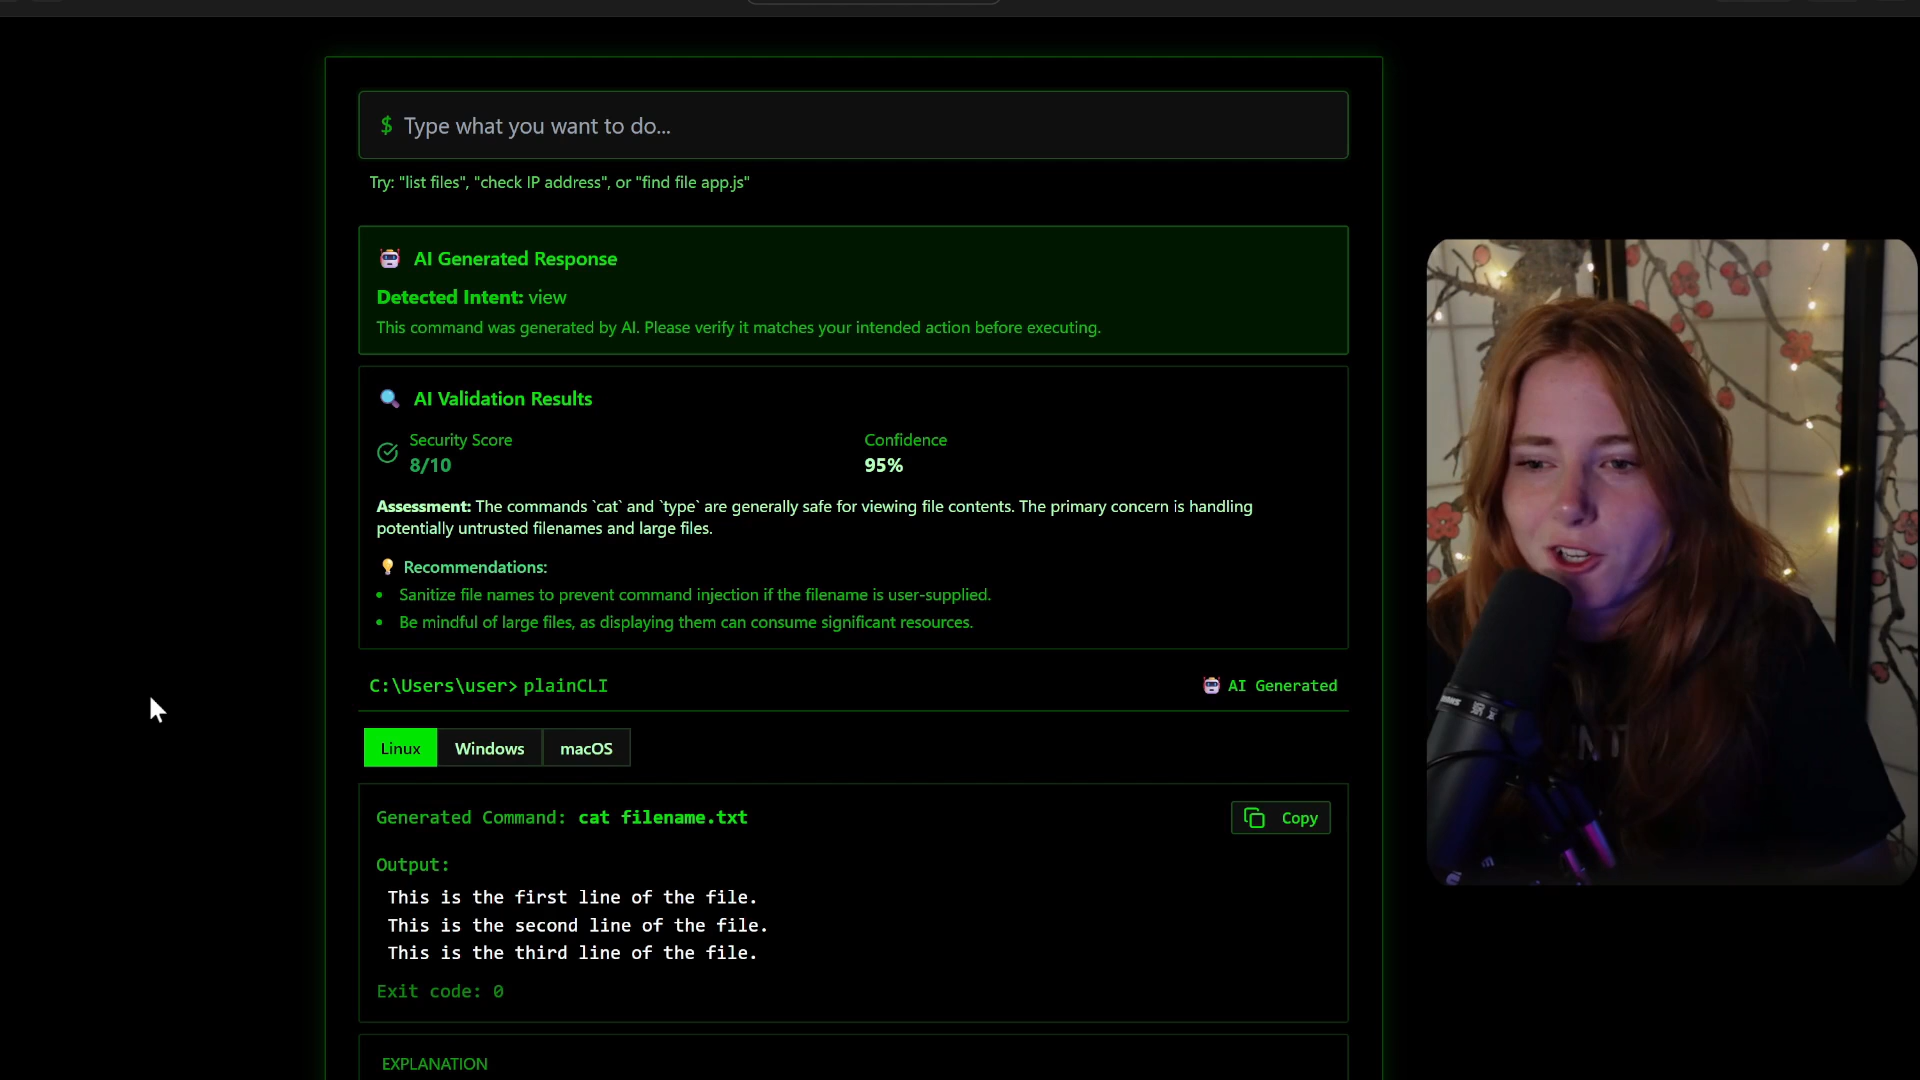 $ Type what you want to do...
Try: "list files", "check IP address", or "find file app.js"
AI Generated Response
Detected Intent: view
This command was generated by AI. Please verify it matches your intended action before executing.
AI Validation Results
Security Score
8/10
Confidence
95%
Assessment: The commands `cat` and `type` are generally safe for viewing file contents. The primary concern is handling
potentially untrusted filenames and large files.
Recommendations:
Sanitize file names to prevent command injection if the filename is user-supplied.
Be mindful of large files, as displaying them can consume significant resources.
C:\Users\user> plainCLI
AI Generated
Linux
Windows
macOS
Generated Command: cat filename.txt
Copy
Output:
This is the first line of the file.
This is the second line of the file.
This is the third line of the file.
Exit code: 0
EXPLANATION